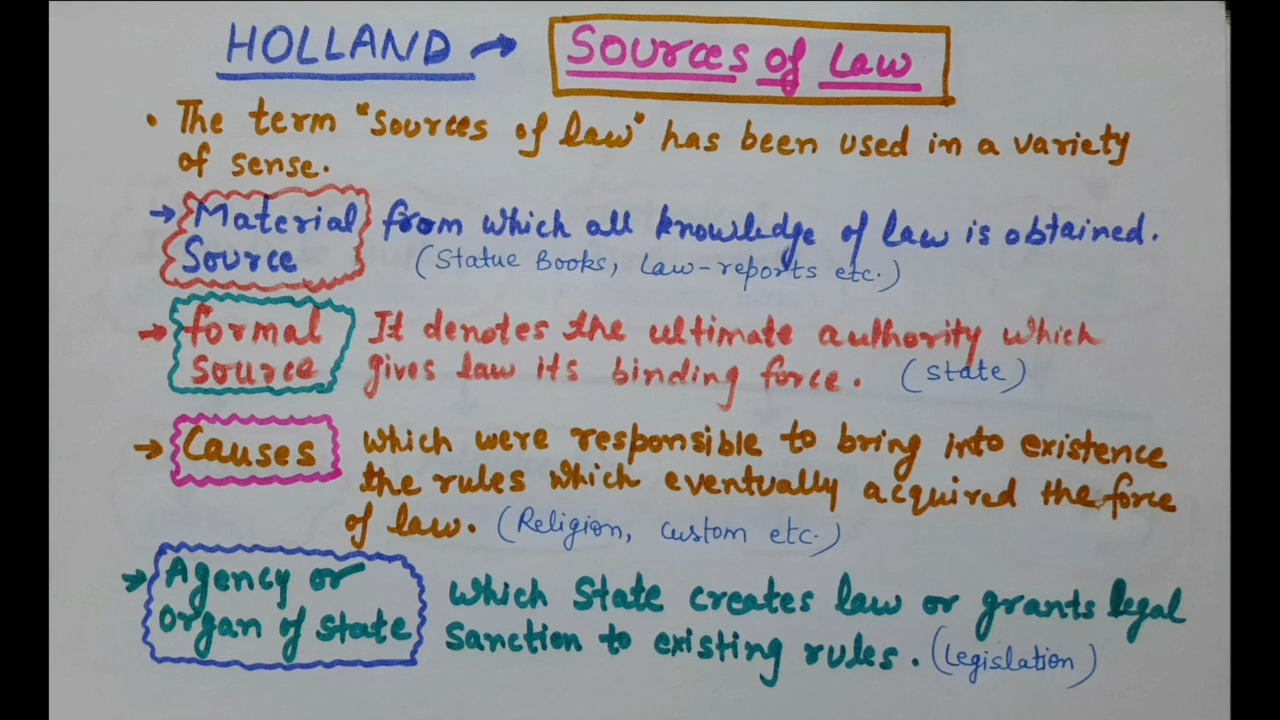 HOLLAND → Sources of Law
• The term "Sources of law" has been used in a variety
of sense.
→ Material from which all knowledge of law is obtained.
Source (Statue Books, Law-reports etc.)
→ formal It denotes the ultimate authority which
source gives law its binding force. (state)
→ Causes which were responsible to bring into existence
the rules which eventually acquired the force
of law. (Religion, custom etc.)
→ Agency or which State creates law or grants legal
organ of state sanction to existing rules. (Legislation)